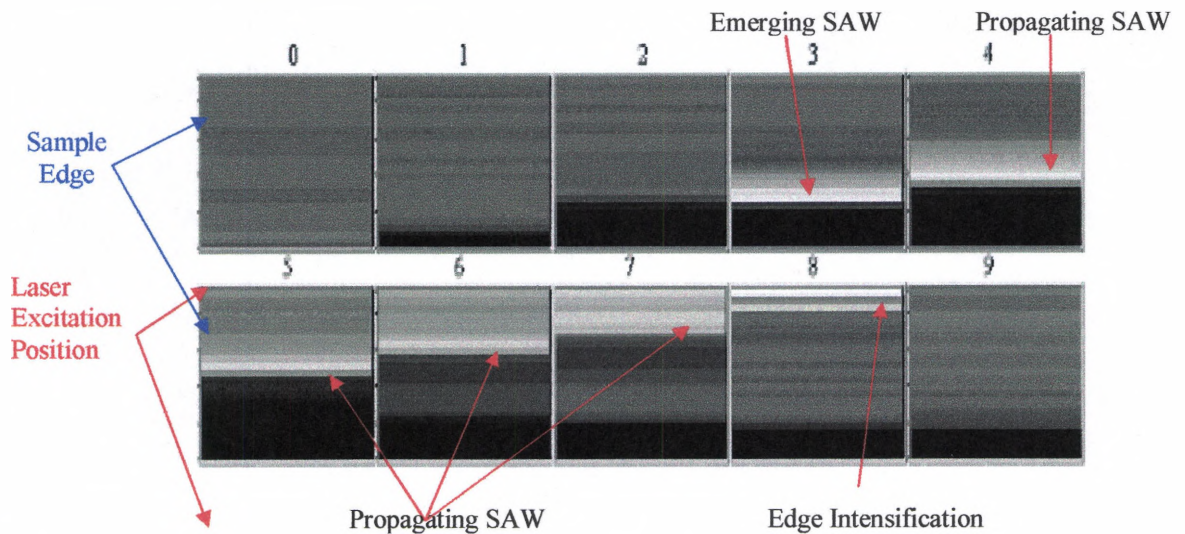 Emerging SAW
Propagating SAW
0 1 2 3 4
Sample
Edge
5 6 7 8 9
Laser
Excitation
Position
Propagating SAW
Edge Intensification